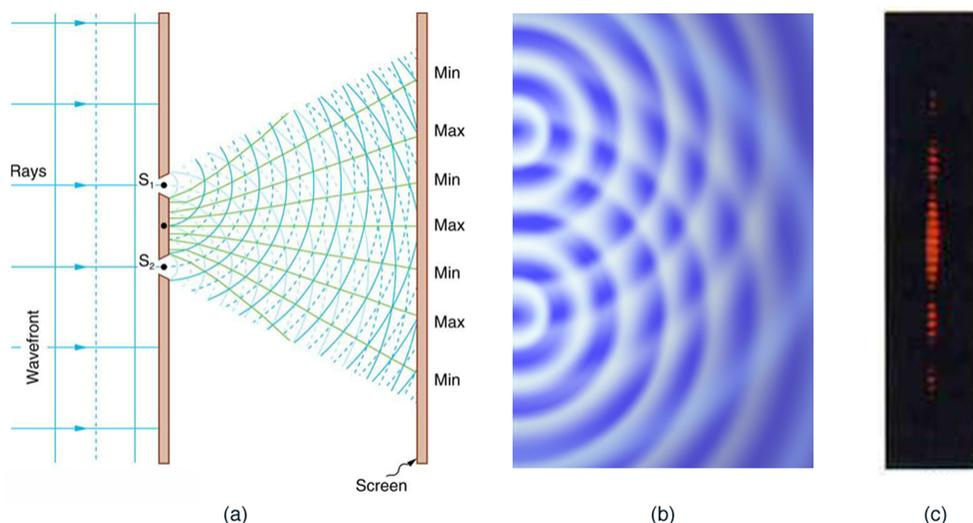 Min
Max
Rays
S1
Min
Max
S2
Min
Wavefront
Max
Min
Screen
(a)
(b)
(c)